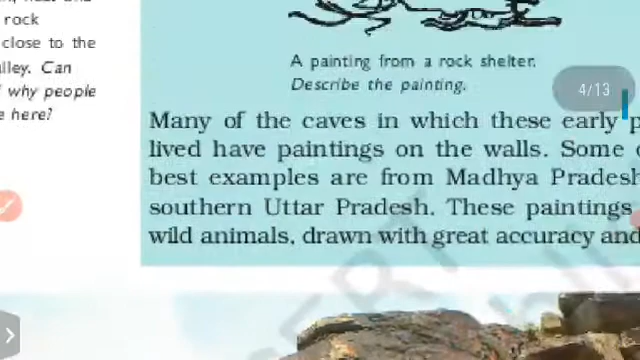 rock
close to the
lley. Can
why people
e here?
A painting from a rock shelter.
Describe the painting.
4/13
Many of the caves in which these early p
lived have paintings on the walls. Some
best examples are from Madhya Pradesh
southern Uttar Pradesh. These paintings
wild animals, drawn with great accuracy and